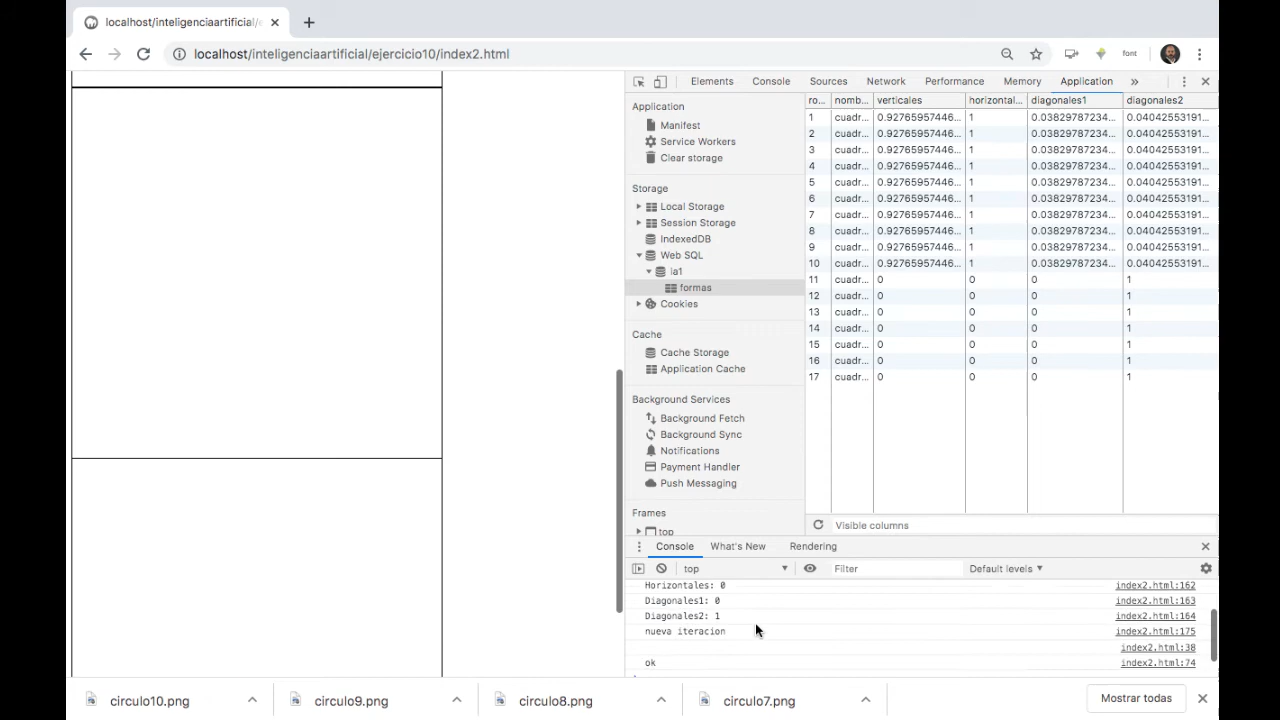 localhost/inteligenciaartificial/e
localhost/inteligenciaartificial/ejercicio10/index2.html
font
Elements Console Sources Network Performance Memory Application »
Application
Manifest
Service Workers
Clear storage
Storage
Local Storage
Session Storage
IndexedDB
Web SQL
ia1
formas
Cookies
Cache
Cache Storage
Application Cache
Background Services
Background Fetch
Background Sync
Notifications
Payment Handler
Push Messaging
Frames
top
ro... nomb... verticales horizontal... diagonales1 diagonales2
1 cuadr... 0.92765957446... 1 0.03829787234... 0.04042553191...
2 cuadr... 0.92765957446... 1 0.03829787234... 0.04042553191...
3 cuadr... 0.92765957446... 1 0.03829787234... 0.04042553191...
4 cuadr... 0.92765957446... 1 0.03829787234... 0.04042553191...
5 cuadr... 0.92765957446... 1 0.03829787234... 0.04042553191...
6 cuadr... 0.92765957446... 1 0.03829787234... 0.04042553191...
7 cuadr... 0.92765957446... 1 0.03829787234... 0.04042553191...
8 cuadr... 0.92765957446... 1 0.03829787234... 0.04042553191...
9 cuadr... 0.92765957446... 1 0.03829787234... 0.04042553191...
10 cuadr... 0.92765957446... 1 0.03829787234... 0.04042553191...
11 cuadr... 0 0 0 1
12 cuadr... 0 0 0 1
13 cuadr... 0 0 0 1
14 cuadr... 0 0 0 1
15 cuadr... 0 0 0 1
16 cuadr... 0 0 0 1
17 cuadr... 0 0 0 1
Visible columns
Console What's New Rendering
top Filter Default levels
Horizontales: 0 index2.html:162
Diagonales1: 0 index2.html:163
Diagonales2: 1 index2.html:164
nueva iteracion index2.html:175
index2.html:38
ok index2.html:74
circulo10.png circulo9.png circulo8.png circulo7.png Mostrar todas